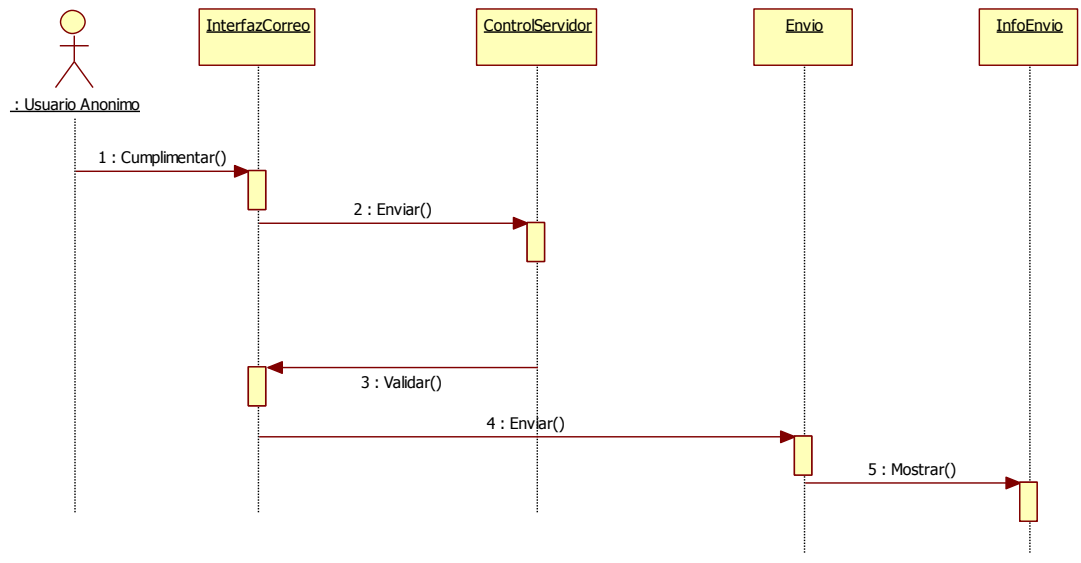 InterfazCorreo
ControlServidor
Envio
InfoEnvio
: Usuario Anonimo
1 : Cumplimentar()
2 : Enviar()
3 : Validar()
4 : Enviar()
5 : Mostrar()